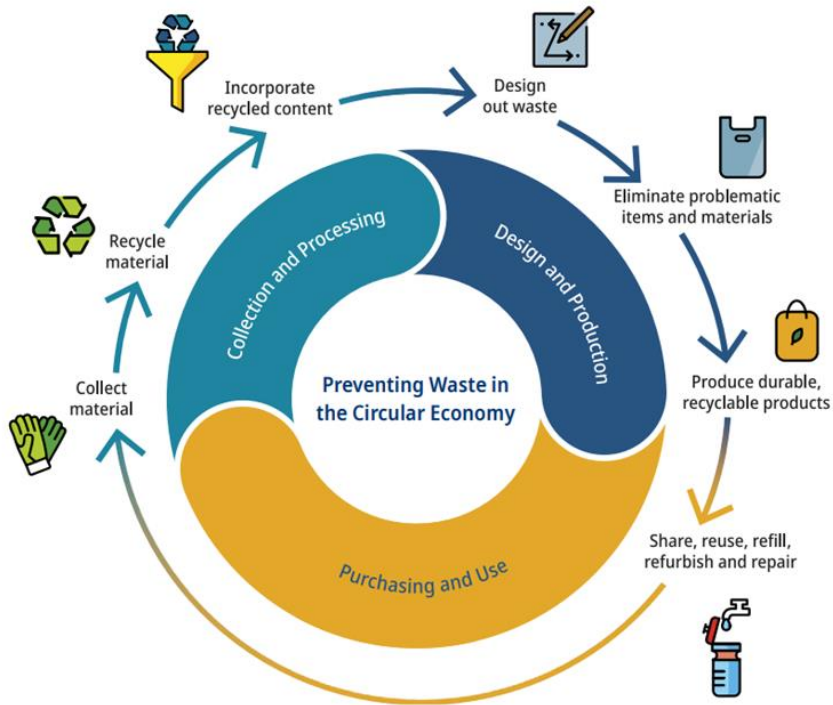 Incorporate
recycled content
Design
out waste
Eliminate problematic
items and materials
Recycle
material
Collection and Processing
Design and Production
Preventing Waste in
the Circular Economy
Collect
material
Produce durable,
recyclable products
Share, reuse, refill,
refurbish and repair
Purchasing and Use